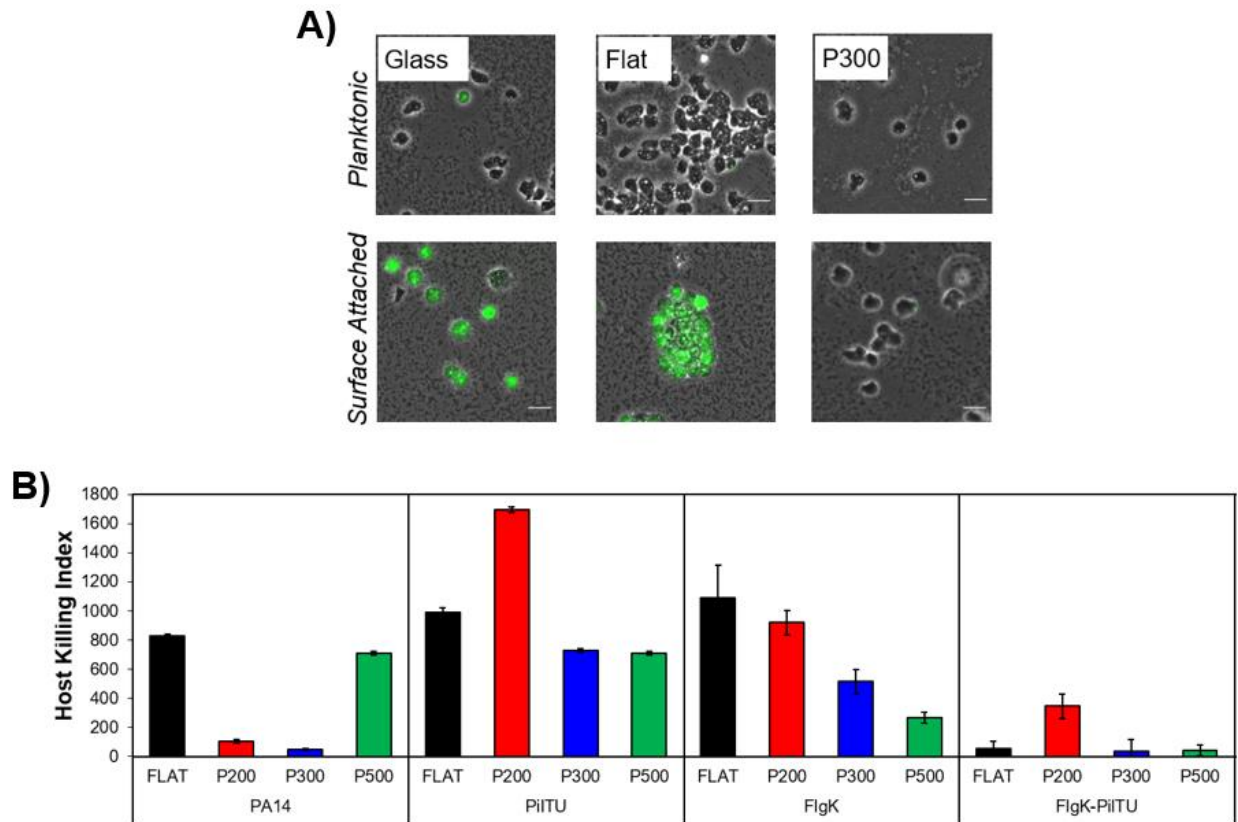 A)
Glass
Flat
P300
Planktonic
Surface Attached
B)
Host Killing Index
1800
1600
1400
1200
1000
800
600
400
200
0
FLAT P200 P300 P500 FLAT P200 P300 P500 FLAT P200 P300 P500 FLAT P200 P300 P500
PA14 PilTU FlgK FlgK-PilTU